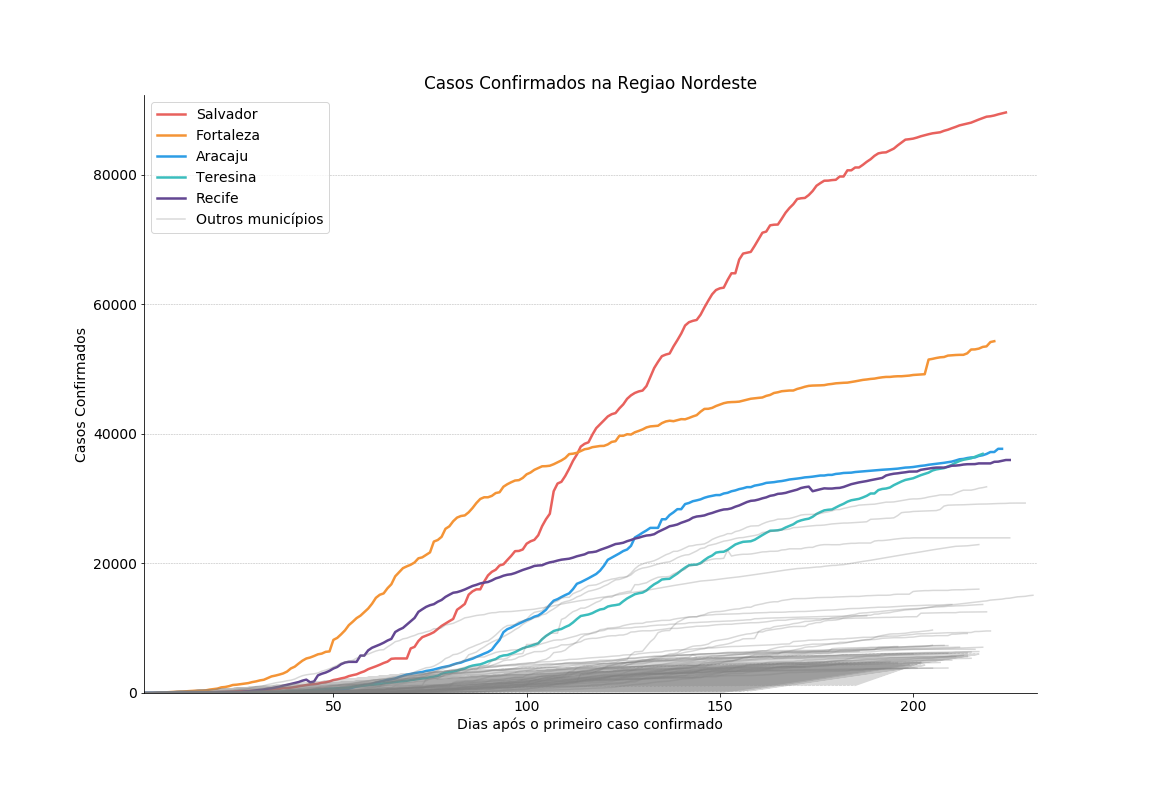 Casos Confirmados na Regiao Nordeste
Salvador
Fortaleza
Aracaju
Teresina
Recife
Outros municípios
80000
60000
40000
20000
0
Casos Confirmados
50
100
150
200
Dias após o primeiro caso confirmado